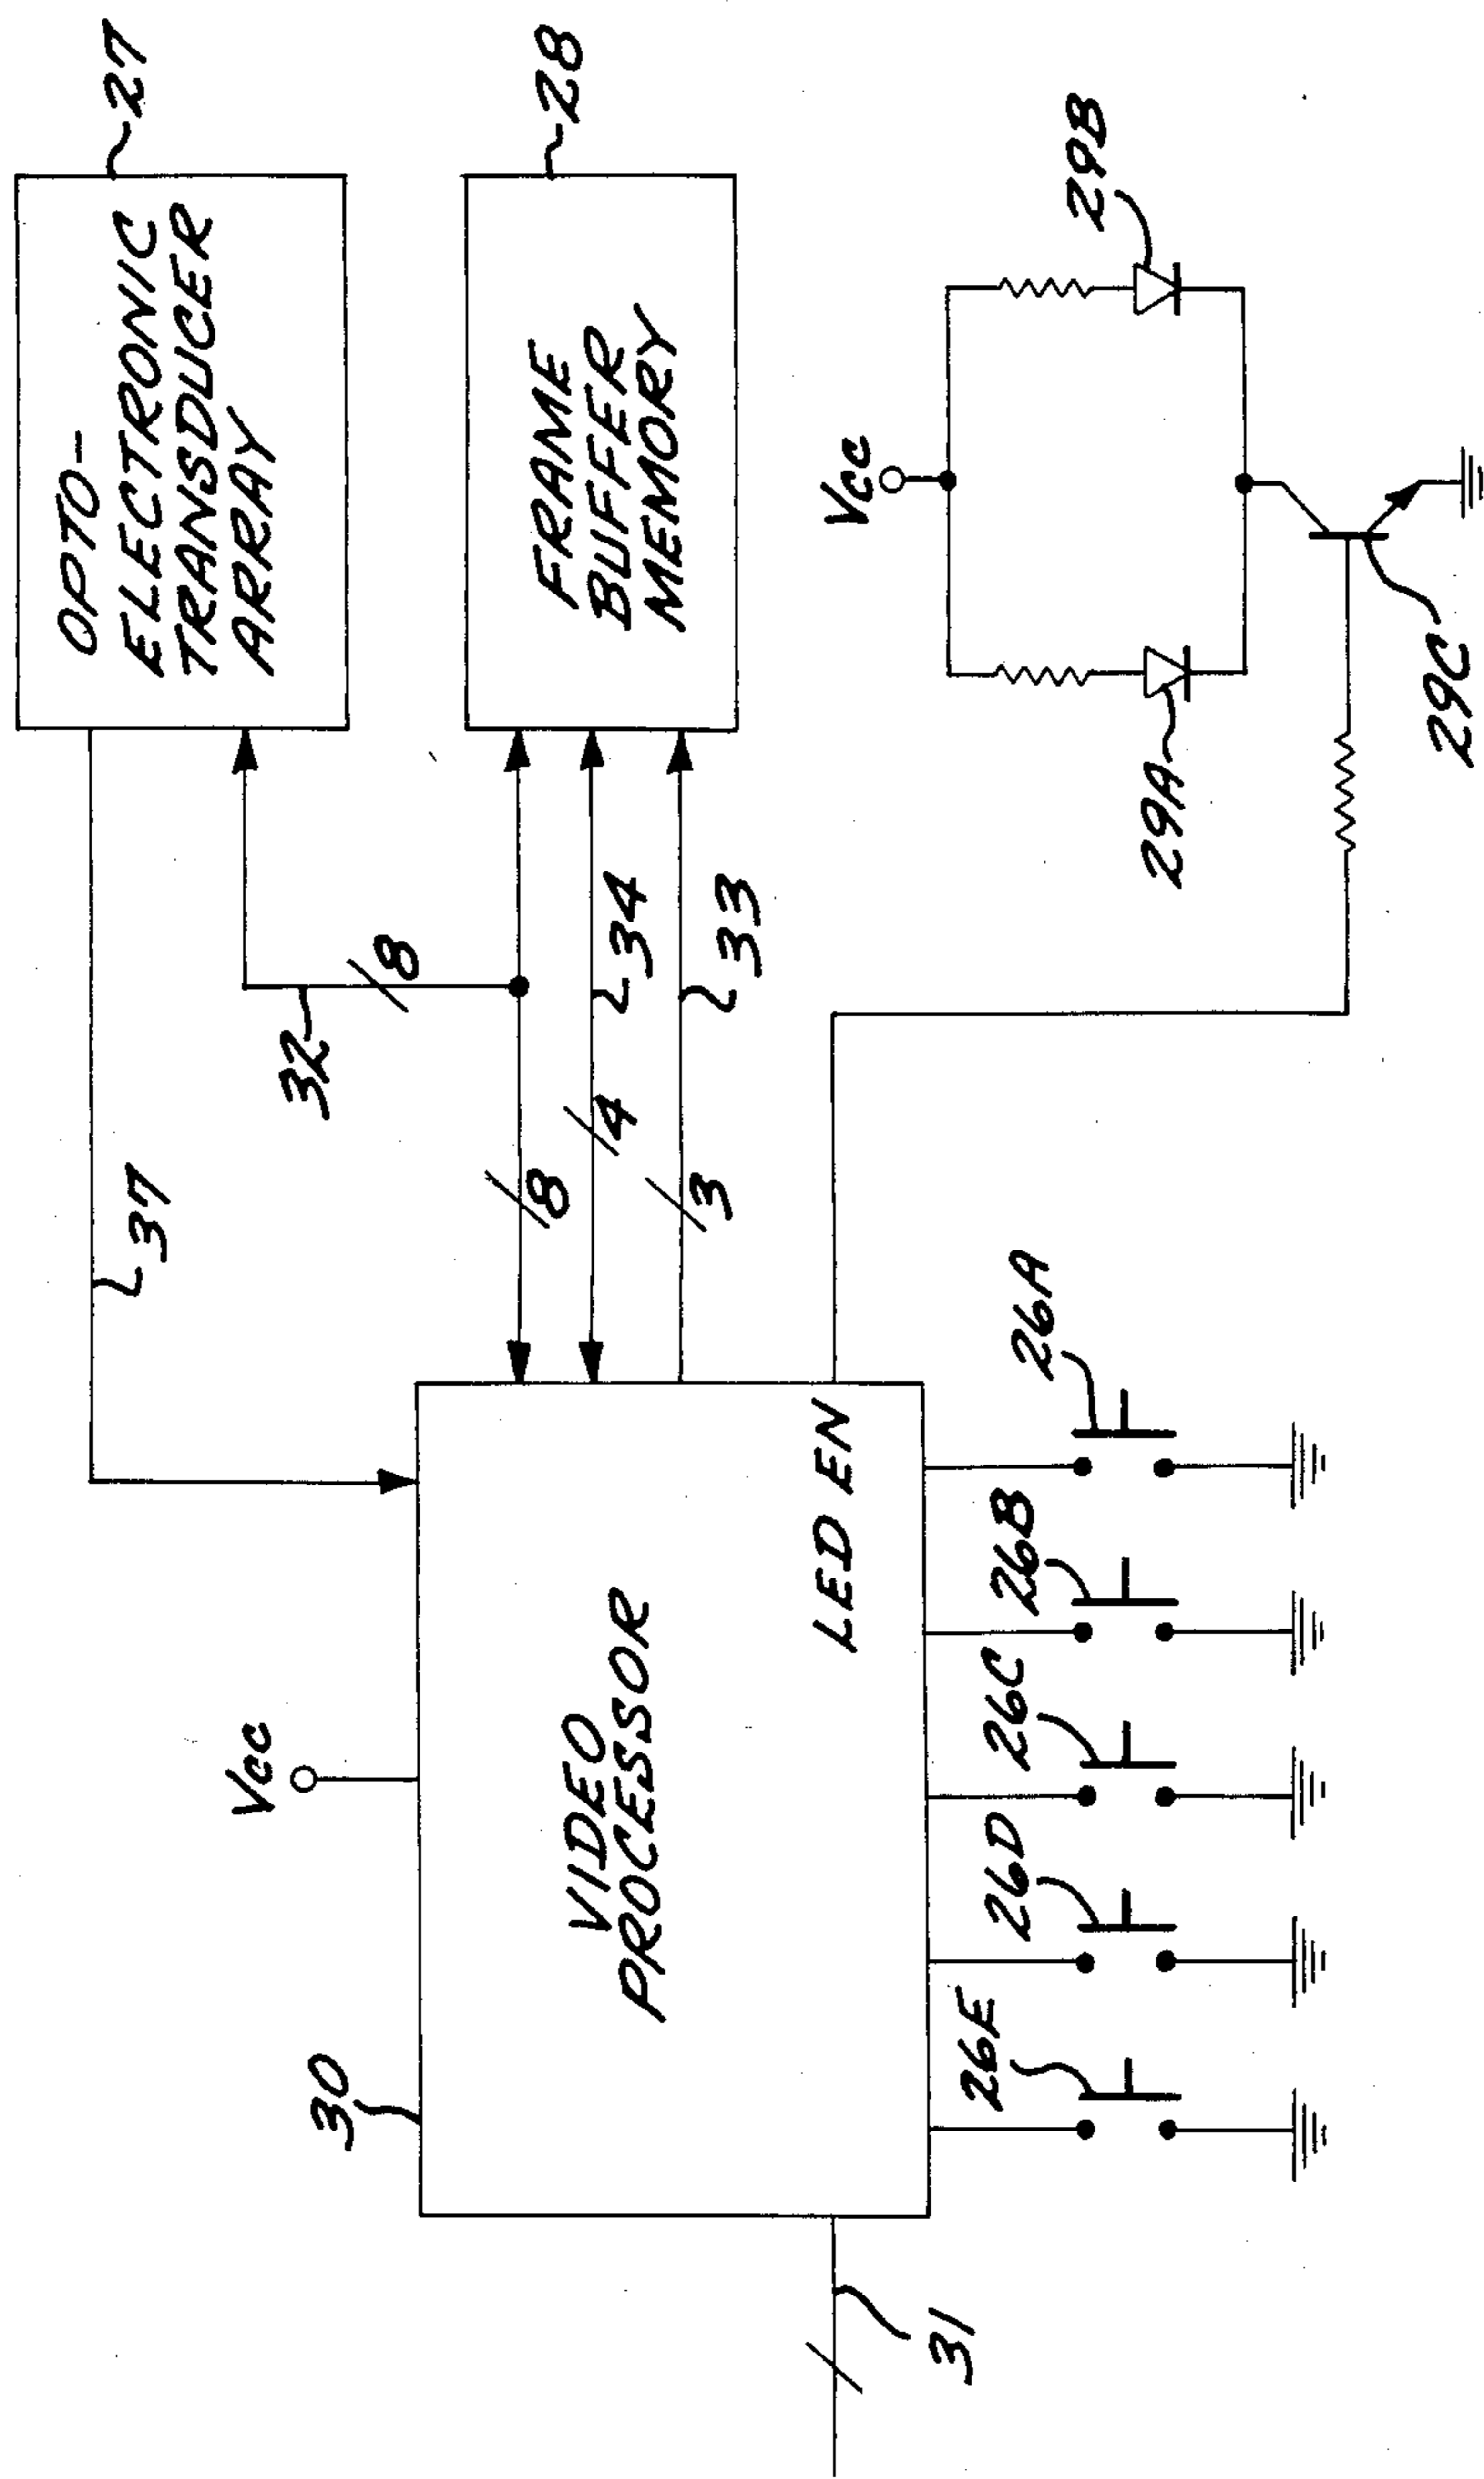 OPTO-
ELECTRONIC
TRANSDUCER
ARRAY
27
FRAME
BUFFER
MEMORY
28
37
32
8
8
4
34
3
33
Vcc
29B
29A
29C
Vcc
30
VIDEO
PROCESSOR
LED EN
31
26E
26D
26C
26B
26A